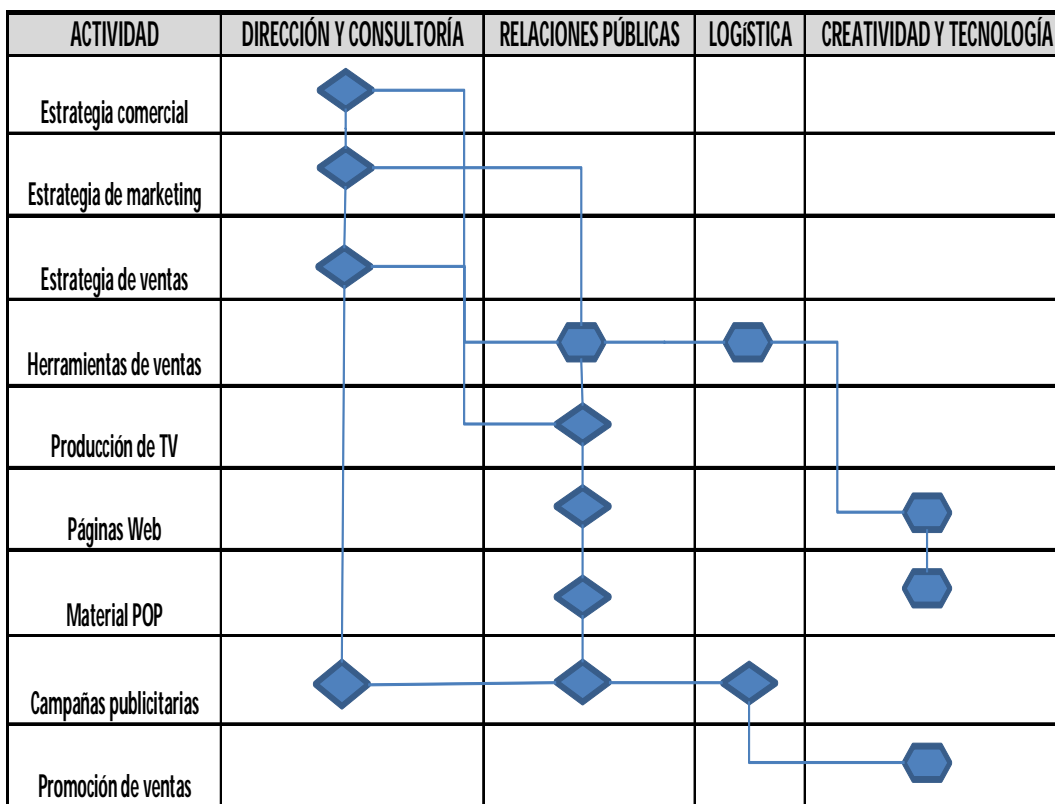 ACTIVIDAD DIRECCIÓN Y CONSULTORÍA RELACIONES PÚBLICAS LOGíSTICA CREATIVIDAD Y TECNOLOGÍA
Estrategia comercial
Estrategia de marketing
Estrategia de ventas
Herramientas de ventas
Producción de TV
Páginas Web
Material POP
Campañas publicitarias
Promoción de ventas